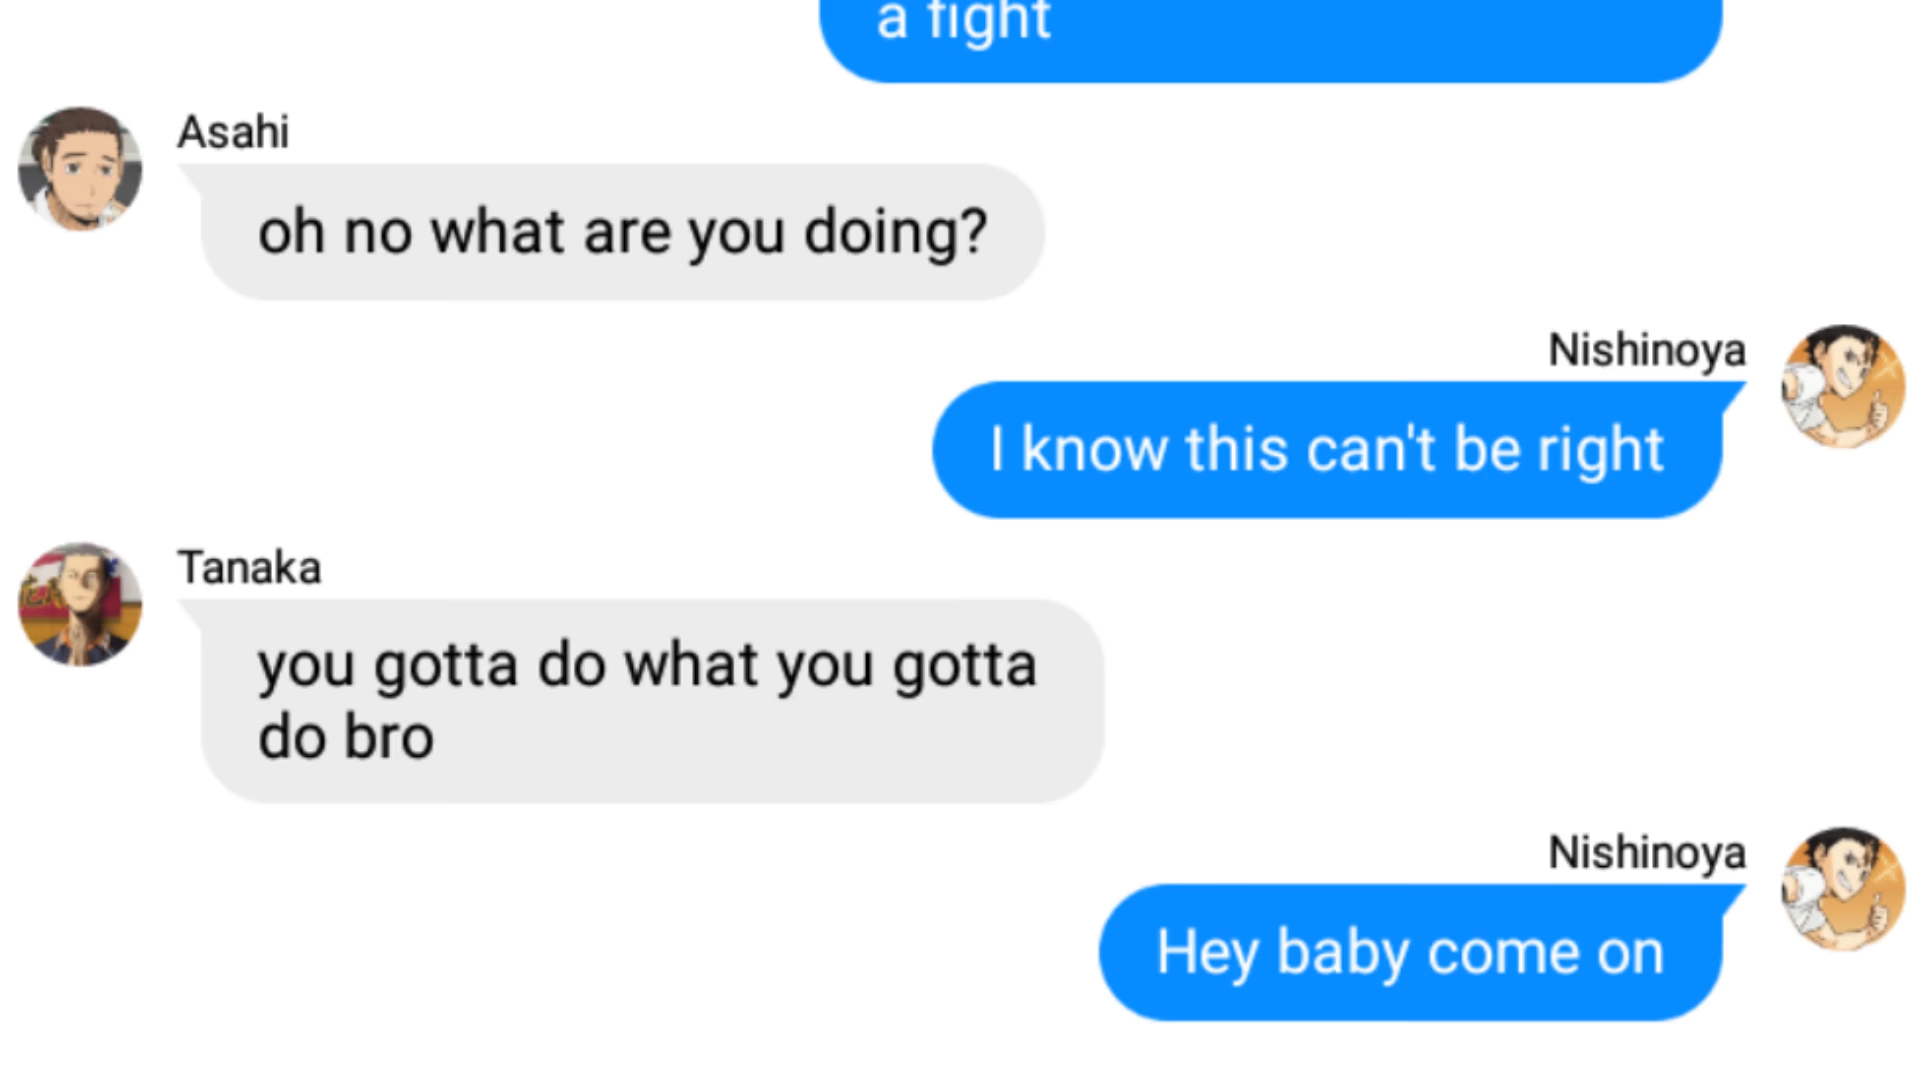 a fight
Asahi
oh no what are you doing?
Nishinoya
I know this can't be right
Tanaka
you gotta do what you gotta
do bro
Nishinoya
Hey baby come on